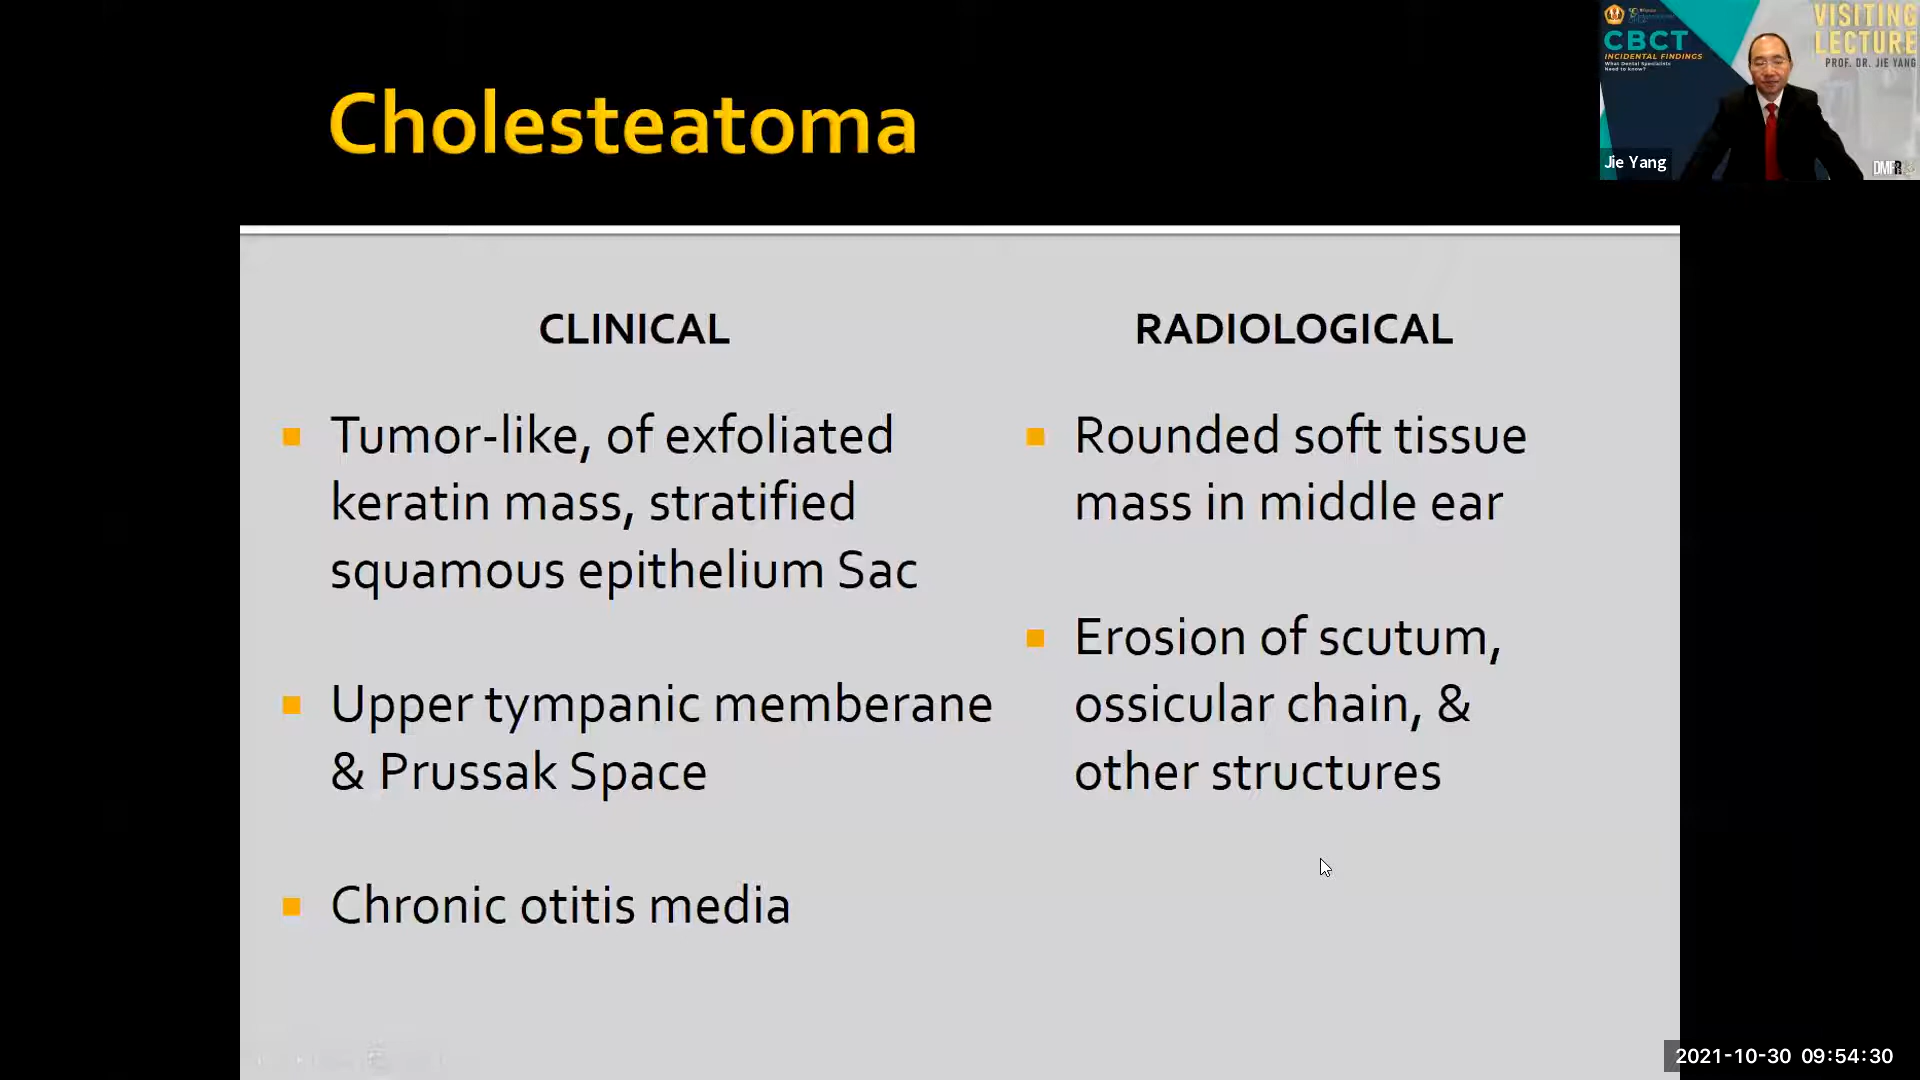 Cholesteatoma
CLINICAL
Tumor-like, of exfoliated
keratin mass, stratified
squamous epithelium Sac
Upper tympanic memberane
& Prussak Space
Chronic otitis media
RADIOLOGICAL
Rounded soft tissue
mass in middle ear
Erosion of scutum,
ossicular chain, &
other structures
CBCT
INCIDENTAL FINDINGS
What Dental Specialists
Need to know?
VISITING
LECTURE
PROF. DR. JIE YANG
Jie Yang
2021-10-30 09:54:30